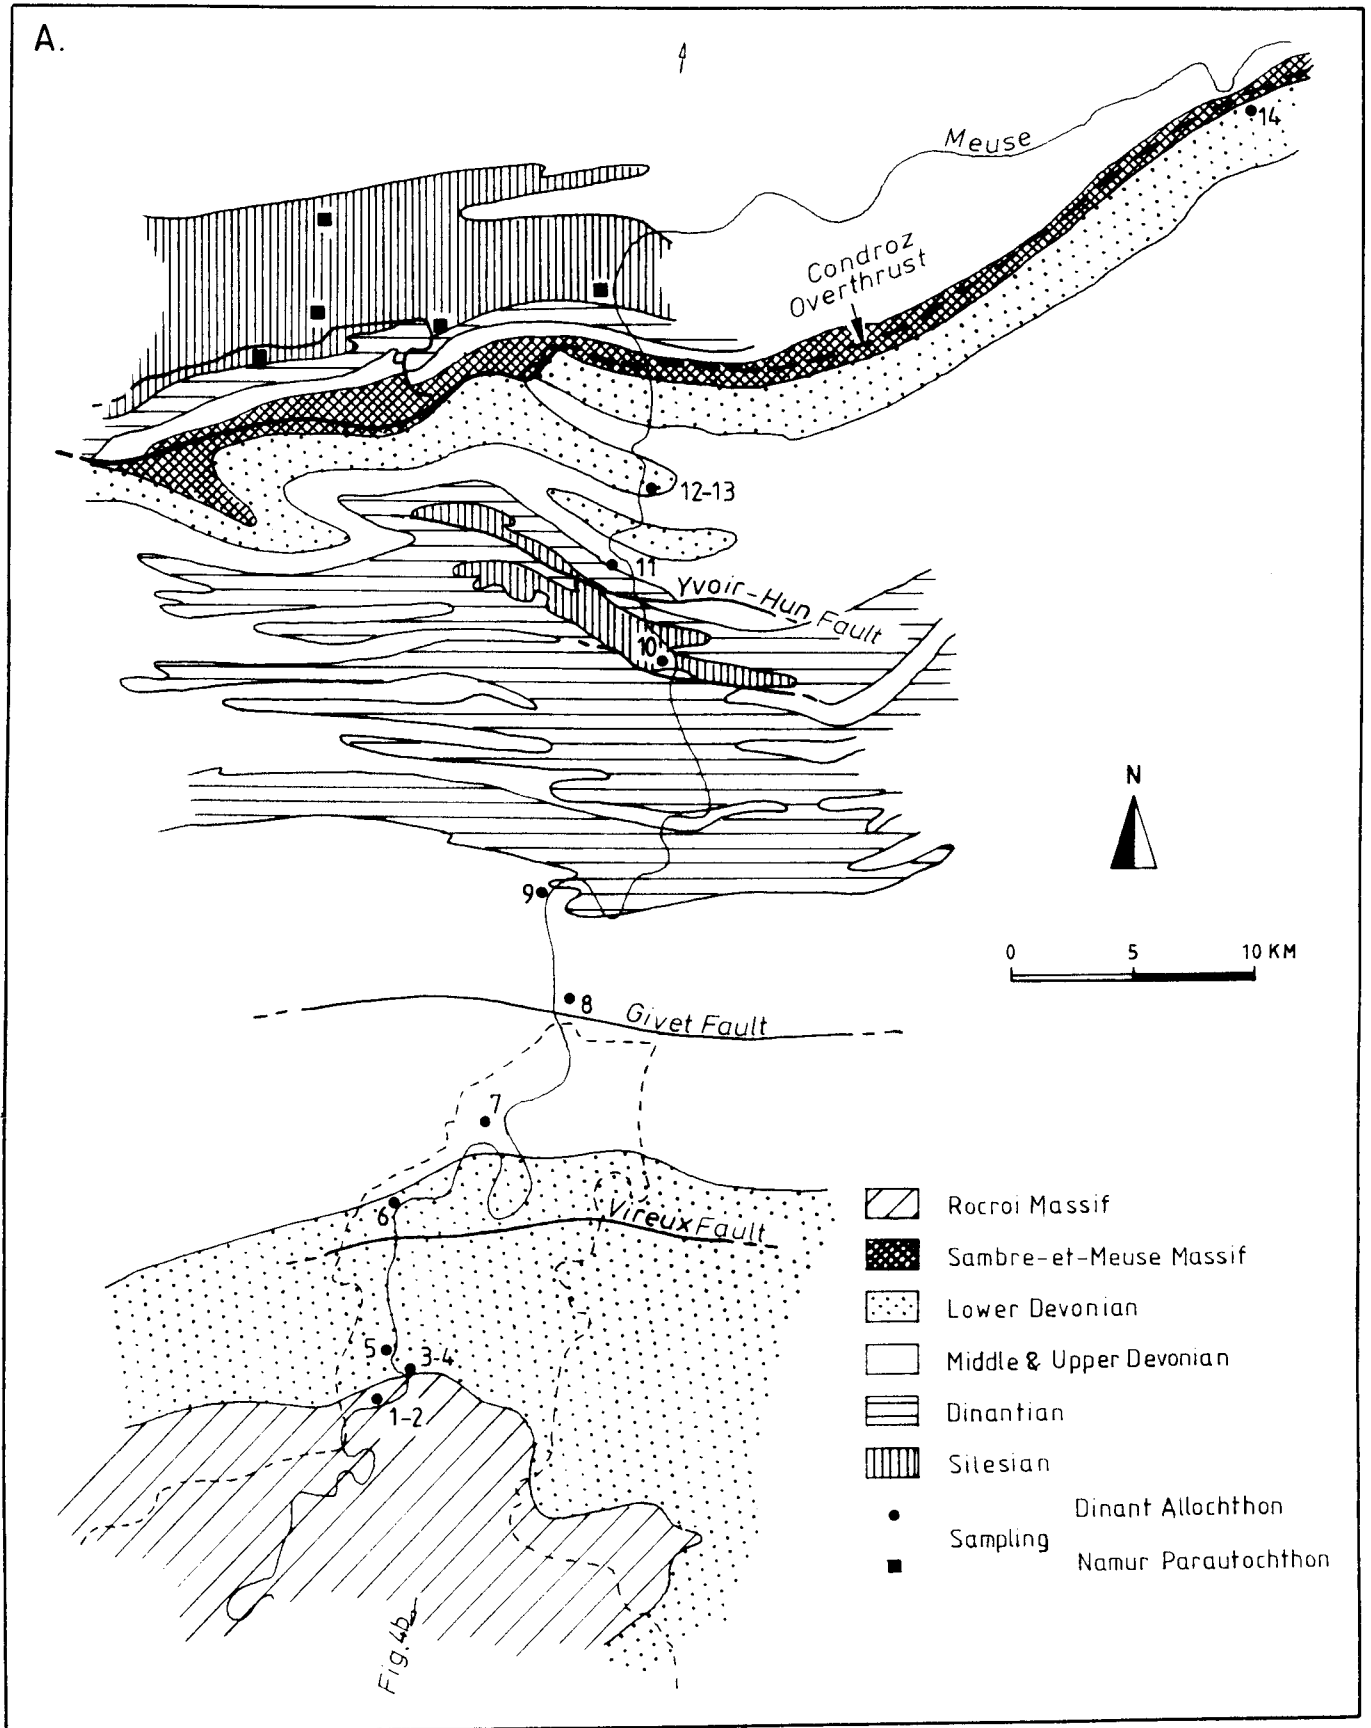 A.
Meuse
14
Condroz
Overthrust
12-13
11
Yvoir-Hun Fault
10
N
9
0 5 10 KM
8
Givet Fault
7
6
Vireux Fault
5
3-4
1-2
Rocroi Massif
Sambre-et-Meuse Massif
Lower Devonian
Middle & Upper Devonian
Dinantian
Silesian
Sampling
Dinant Allochthon
Namur Parautochthon
Fig.4b